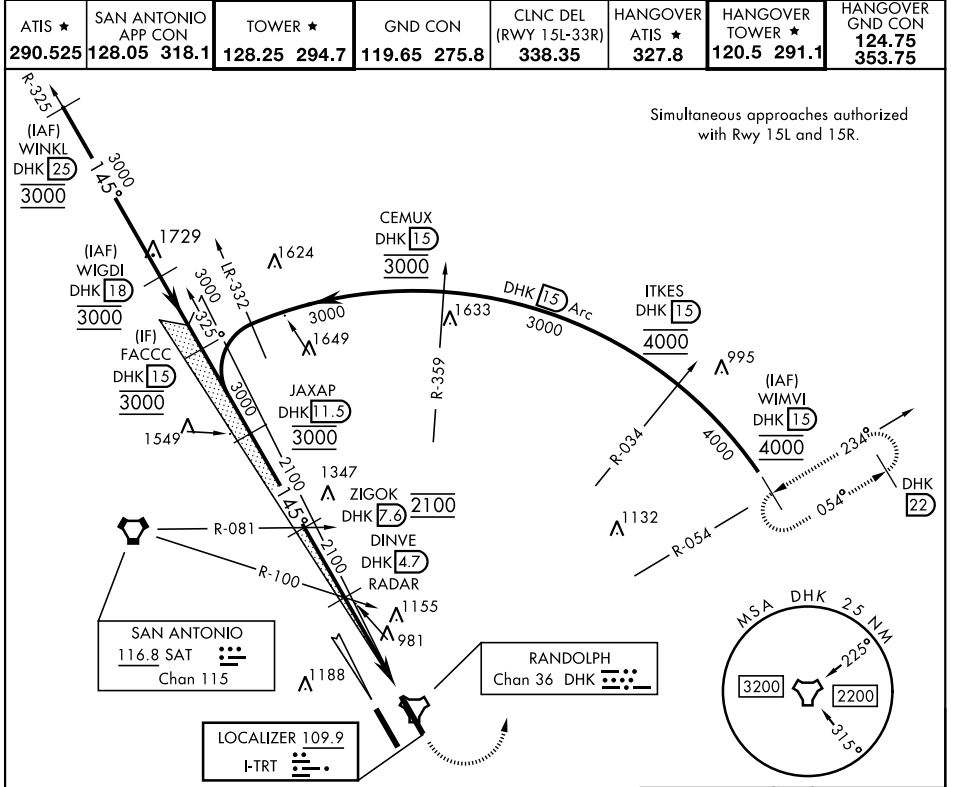 ATIS ★
290.525
SAN ANTONIO
APP CON
128.05 318.1
TOWER ★
128.25 294.7
GND CON
119.65 275.8
CLNC DEL
(RWY 15L-33R)
338.35
HANGOVER
ATIS ★
327.8
HANGOVER
TOWER ★
120.5 291.1
HANGOVER
GND CON
124.75
353.75
Simultaneous approaches authorized
with Rwy 15L and 15R.
R-325
(IAF)
WINKL
DHK 25
3000
3000
145°
1729
(IAF)
WIGDI
DHK 18
3000
3000
325°
LR-332
1624
CEMUX
DHK 15
3000
3000
1649
1633
R-359
DHK 15 Arc
3000
ITKES
DHK 15
4000
995
R-034
4000
(IAF)
WIMVI
DHK 15
4000
234°
054°
DHK
22
R-054
1132
(IF)
FACCC
DHK 15
3000
3000
JAXAP
DHK 11.5
3000
1549
2100
1347
145°
ZIGOK
DHK 7.6 2100
2100
DINVE
DHK 4.7
RADAR
R-081
R-100
1155
981
1188
SAN ANTONIO
116.8 SAT
Chan 115
RANDOLPH
Chan 36 DHK
LOCALIZER 109.9
I-TRT
MSA DHK 25 NM
225°
3200
2200
315°